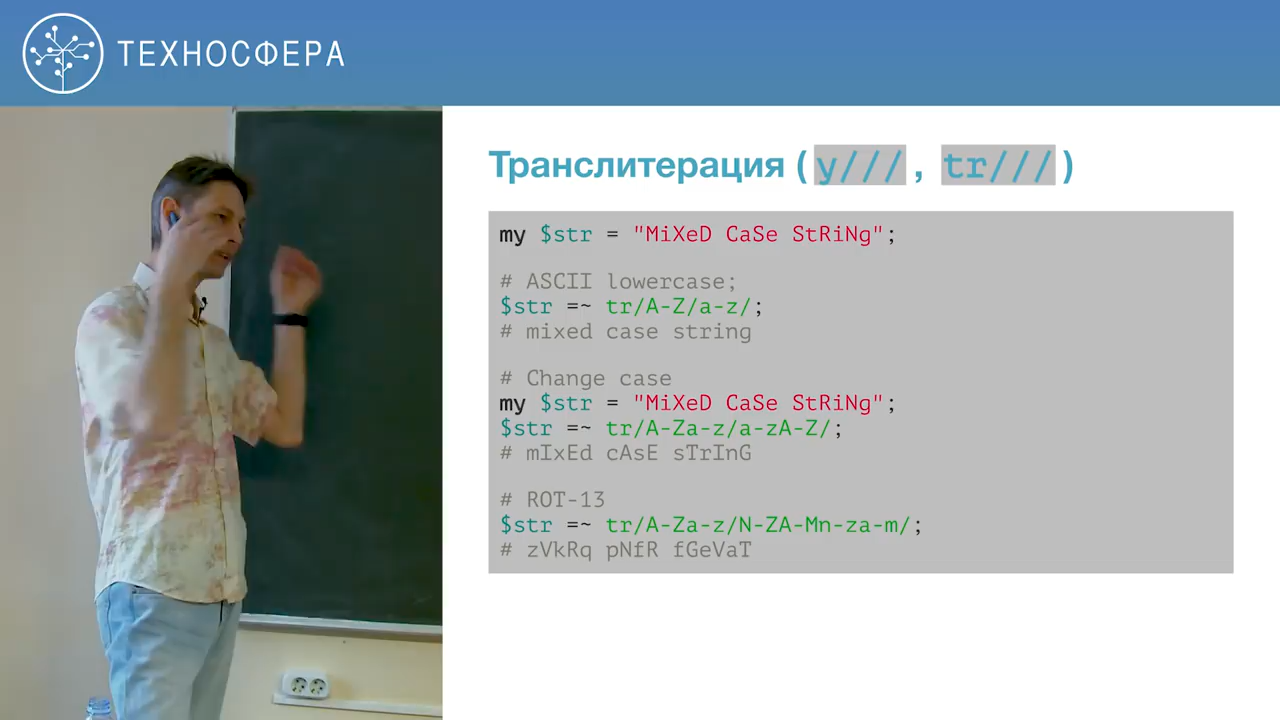 ТЕХНОСФЕРА
Транслитерация (y///, tr///)
my $str = "MiXeD CaSe StRiNg";
# ASCII lowercase;
$str =~ tr/A-Z/a-z/;
# mixed case string
# Change case
my $str = "MiXeD CaSe StRiNg";
$str =~ tr/A-Za-z/a-zA-Z/;
# mIxEd cAsE sTrInG
# ROT-13
$str =~ tr/A-Za-z/N-ZA-Mn-za-m/;
# zVkRq pNfR fGeVaT